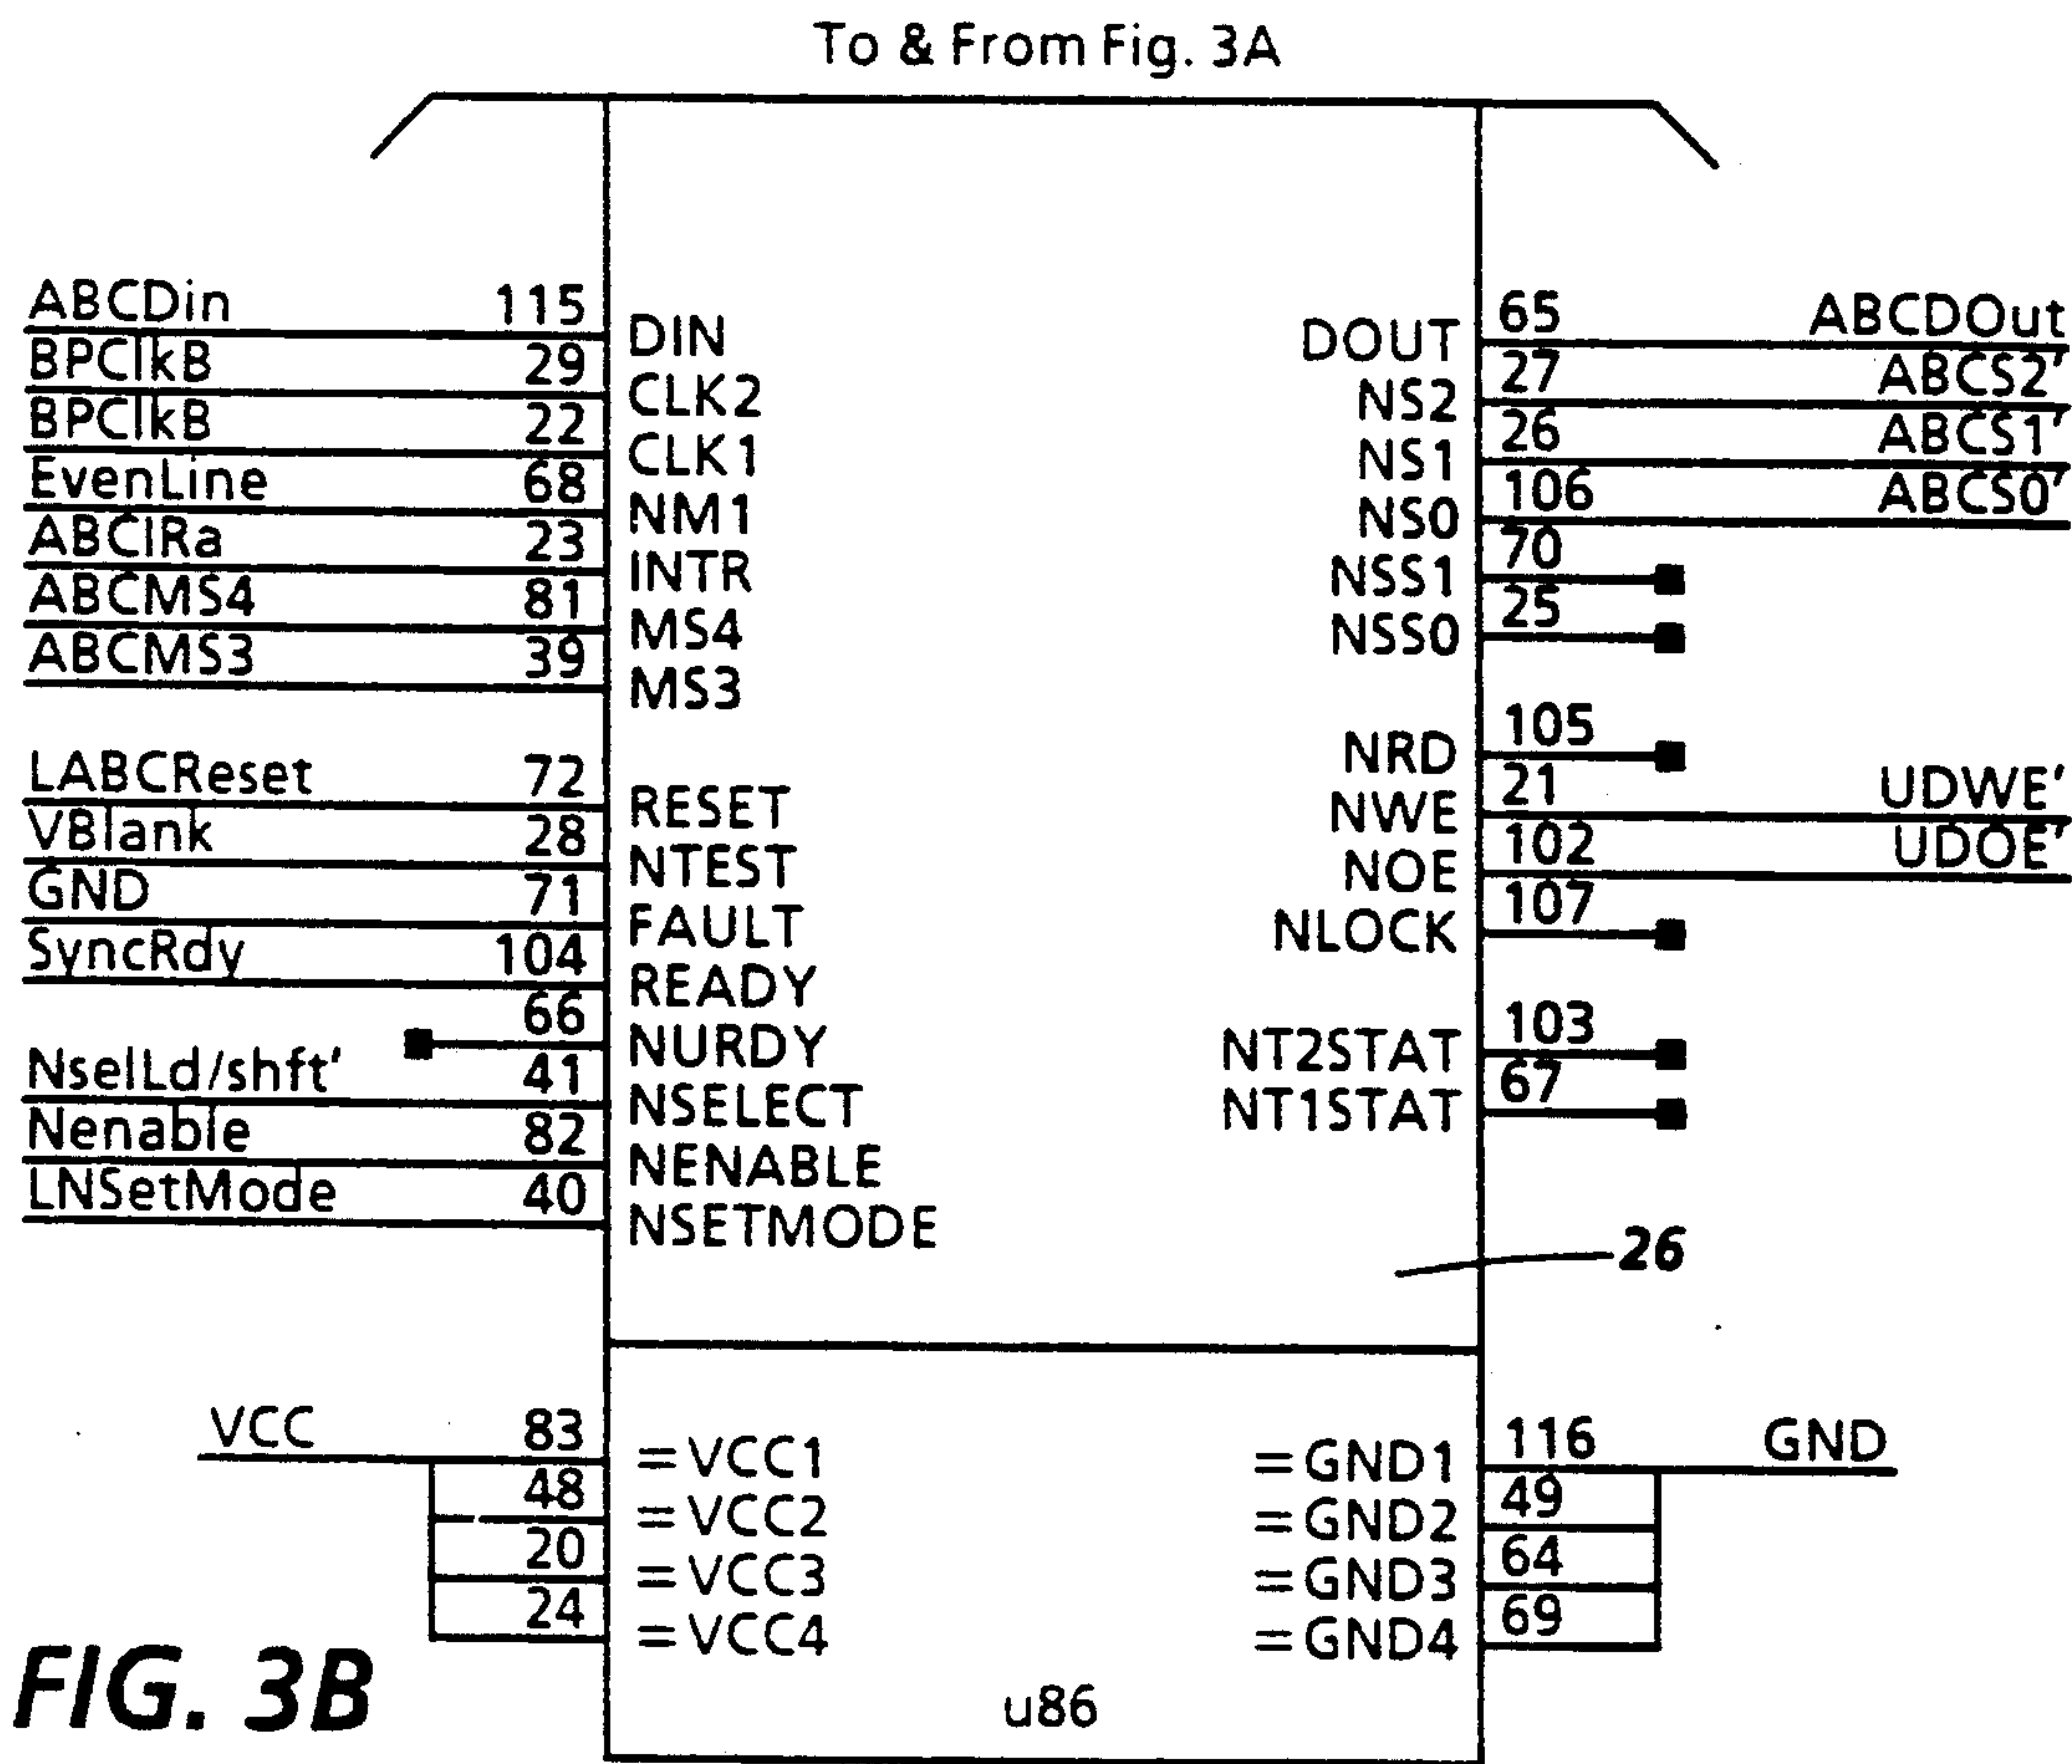 To & From Fig. 3A
ABCDin 115 DIN DOUT 65 ABCDOut
BPClkB 29 CLK2 NS2 27 ABCS2'
BPClkB 22 CLK1 NS1 26 ABCS1'
EvenLine 68 NM1 NS0 106 ABCS0'
ABCIRa 23 INTR NSS1 70
ABCMS4 81 MS4 NSS0 25
ABCMS3 39 MS3
NRD 105
LABCReset 72 RESET NWE 21 UDWE'
VBlank 28 NTEST NOE 102 UDOE'
GND 71 FAULT NLOCK 107
SyncRdy 104 READY
66 NURDY NT2STAT 103
NselLd/shft' 41 NSELECT NT1STAT 67
Nenable 82 NENABLE
LNSetMode 40 NSETMODE
26
VCC 83 =VCC1 =GND1 116 GND
48 =VCC2 =GND2 49
20 =VCC3 =GND3 64
24 =VCC4 =GND4 69
FIG. 3B
u86